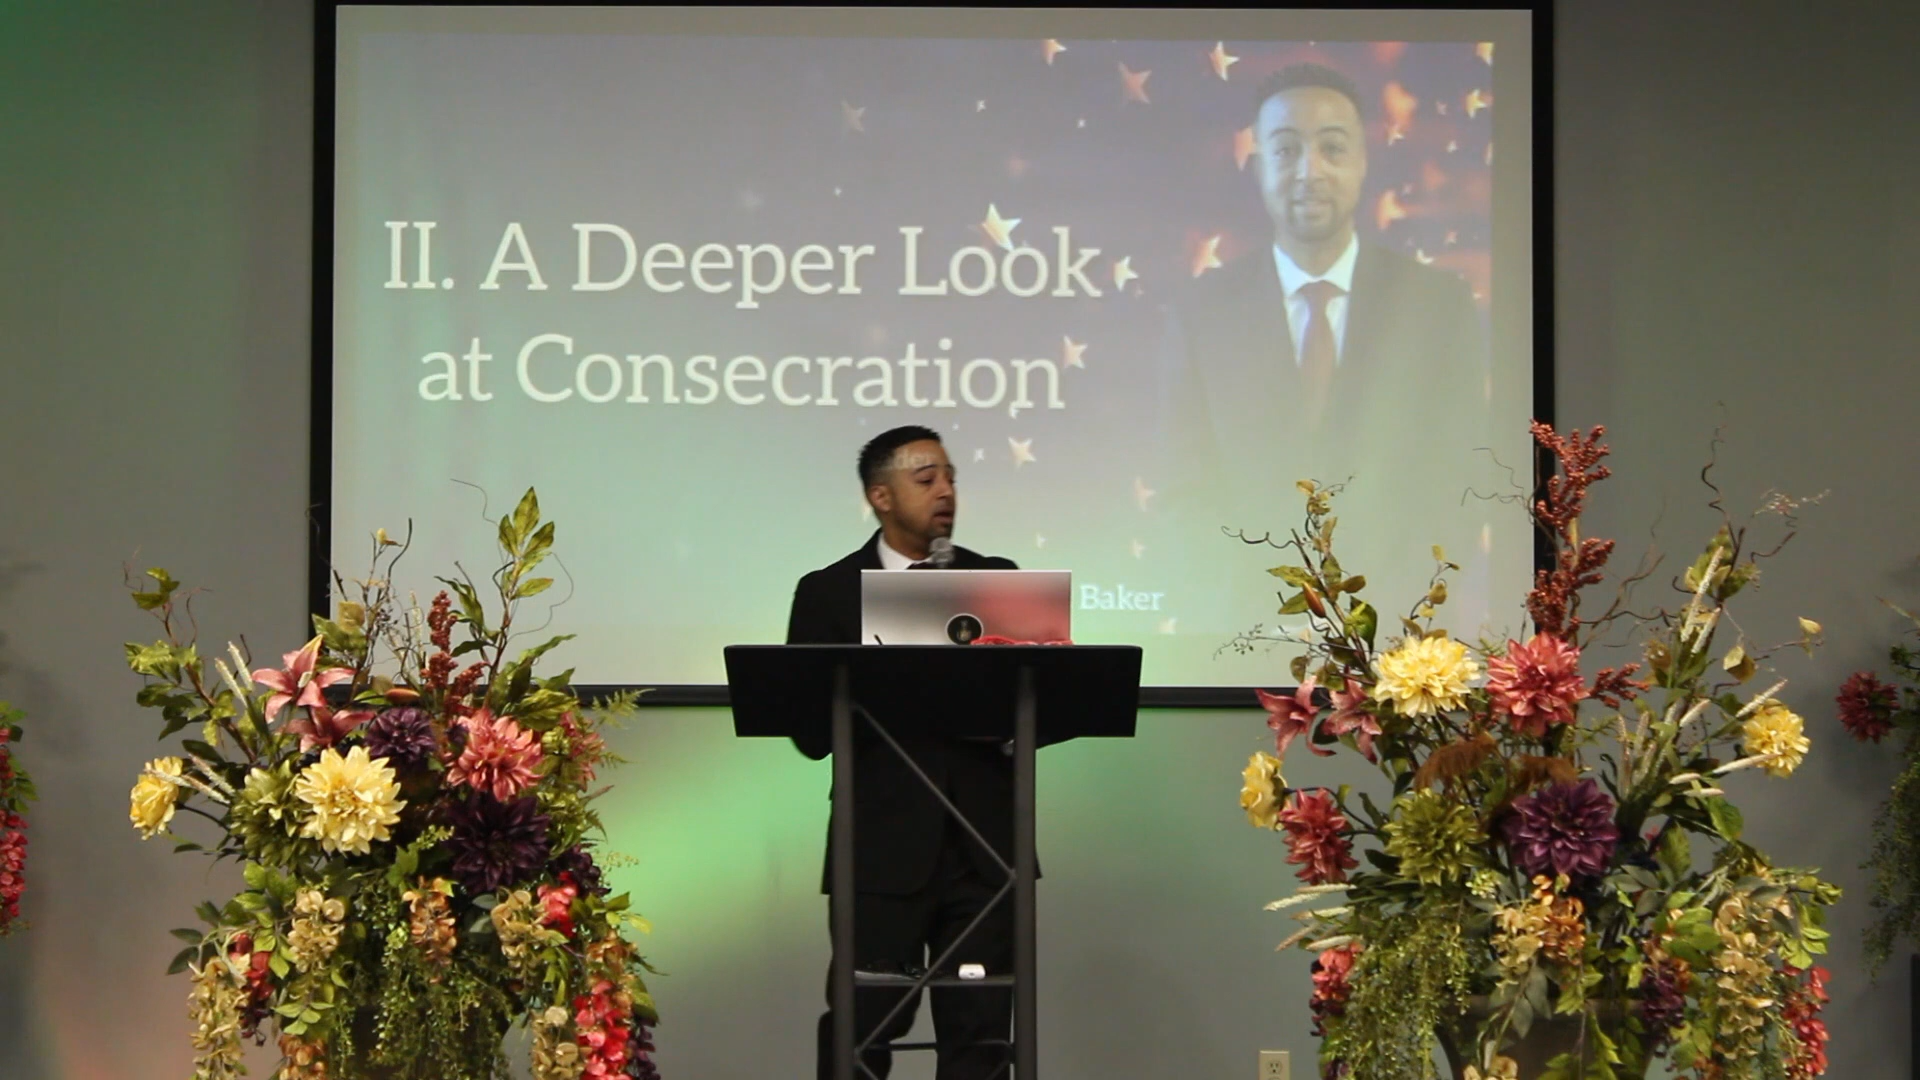 II. A Deeper Look
at Consecration
Baker